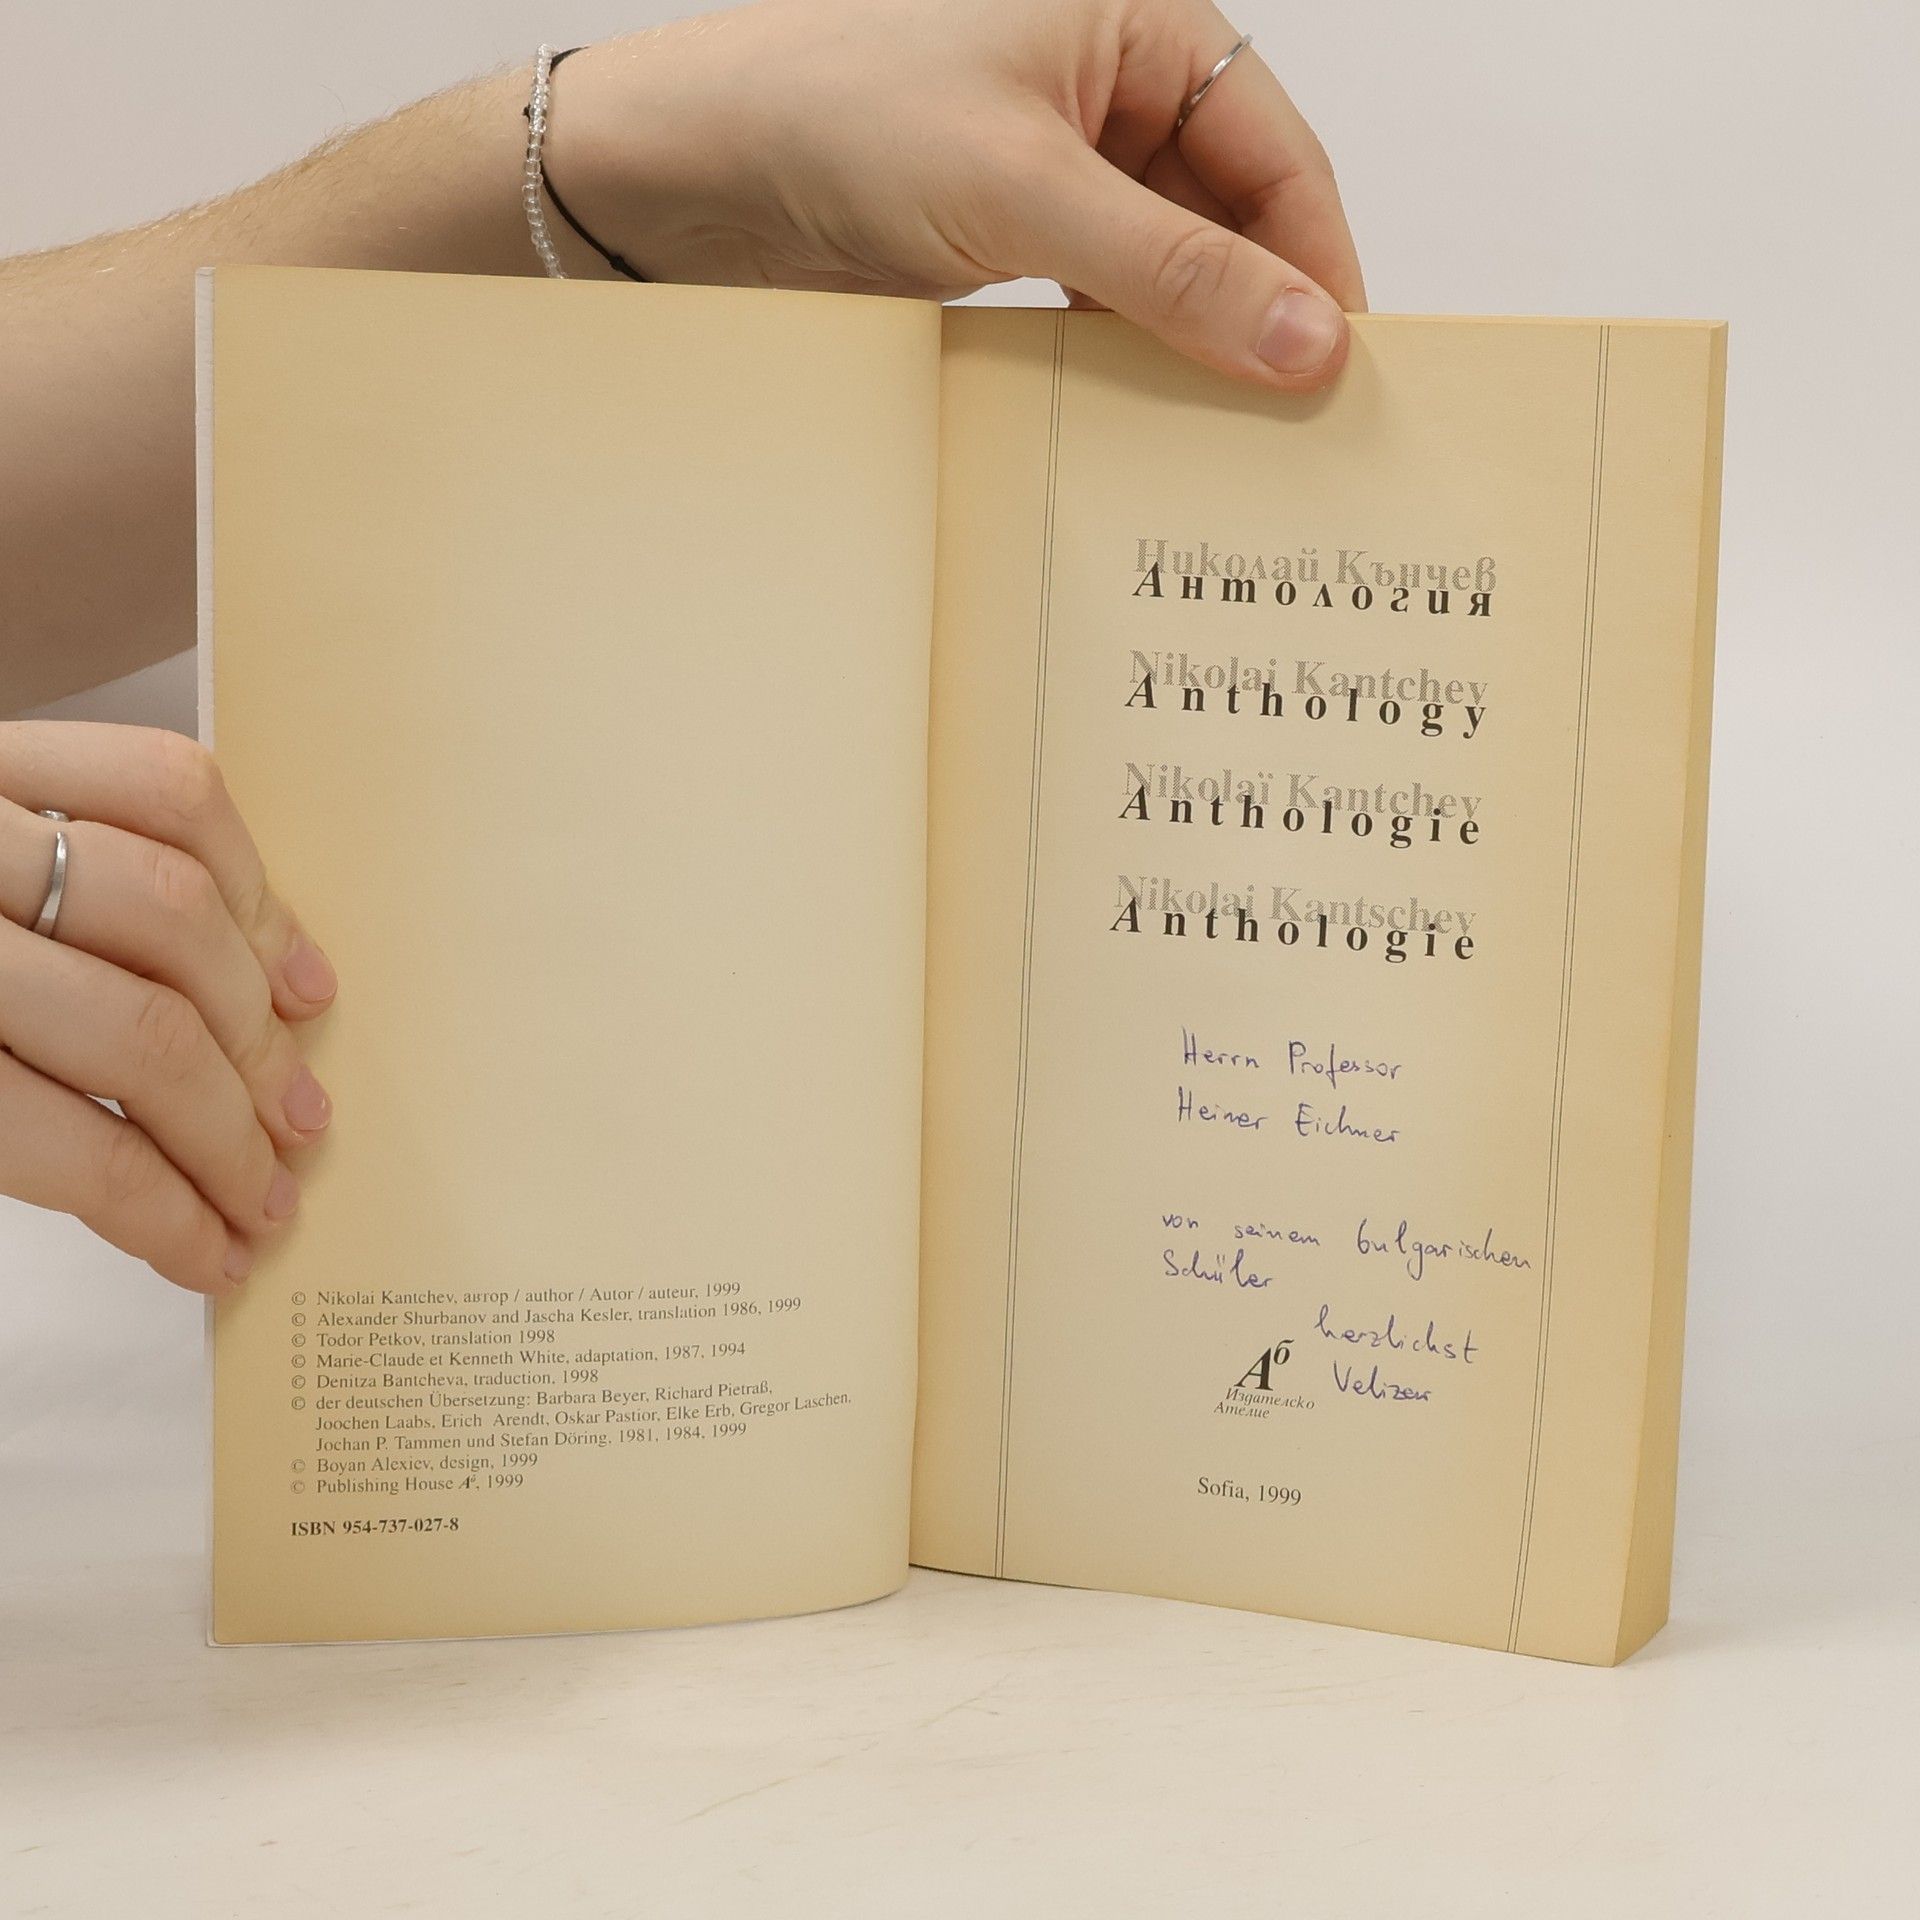 © Nikolai Kantchev, автор / author / Autor / auteur, 1999
© Alexander Shurbanov and Jascha Kesler, translation 1986, 1999
© Todor Petkov, translation 1998
© Marie-Claude et Kenneth White, adaptation, 1987, 1994
© Denitza Bantcheva, traduction, 1998
© der deutschen Übersetzung: Barbara Beyer, Richard Pietraß,
Joochen Laabs, Erich Arendt, Oskar Pastior, Elke Erb, Gregor Laschen,
Jochan P. Tammen und Stefan Döring, 1981, 1984, 1999
© Boyan Alexiev, design, 1999
© Publishing House Aб, 1999
ISBN 954-737-027-8
Николай Кънчев
Антология
Nikolai Kantchev
Anthology
Nikolaï Kantchev
Anthologie
Nikolai Kantschev
Anthologie
Herrn Professor
Heiner Eichner
von seinem bulgarischen
Schüler
herzlichst
Velizar
Аб
Издателско
Ателие
Sofia, 1999